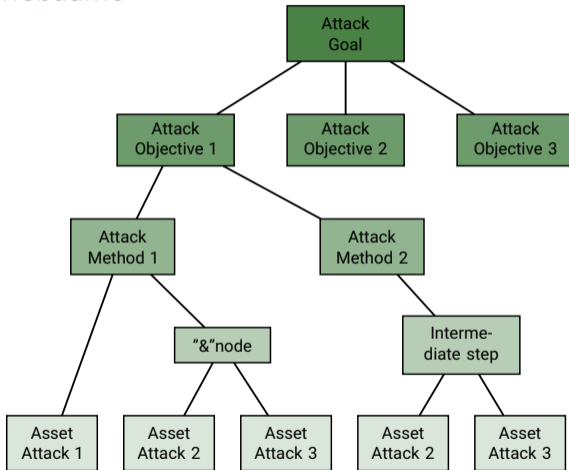 Attack
Goal
Attack
Objective 1
Attack
Objective 2
Attack
Objective 3
Attack
Method 1
Attack
Method 2
"&"node
Interme-
diate step
Asset
Attack 1
Asset
Attack 2
Asset
Attack 3
Asset
Attack 2
Asset
Attack 3